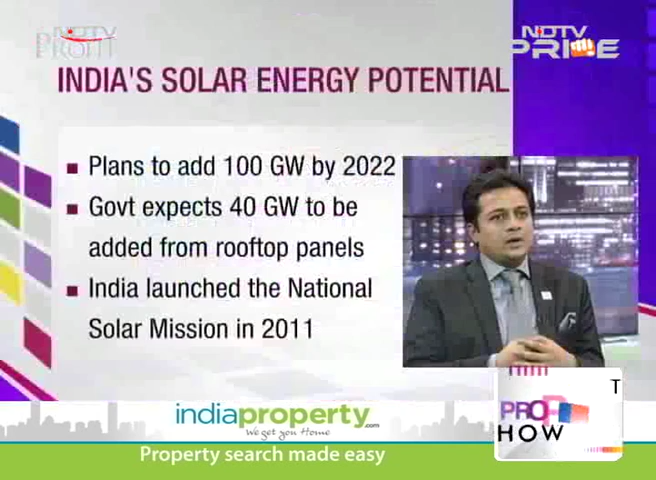 NDTV
PROFIT
NDTV
PRIME
INDIA'S SOLAR ENERGY POTENTIAL
Plans to add 100 GW by 2022
Govt expects 40 GW to be
added from rooftop panels
India launched the National
Solar Mission in 2011
indiaproperty.com
We get you Home
Property search made easy
T
PROP
HOW